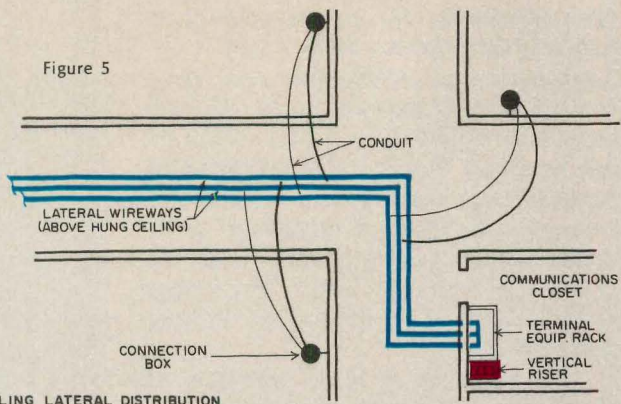 Figure 5
CONDUIT
LATERAL WIREWAYS
(ABOVE HUNG CEILING)
COMMUNICATIONS
CLOSET
TERMINAL
EQUIP. RACK
CONNECTION
BOX
VERTICAL
RISER
LING LATERAL DISTRIBUTION